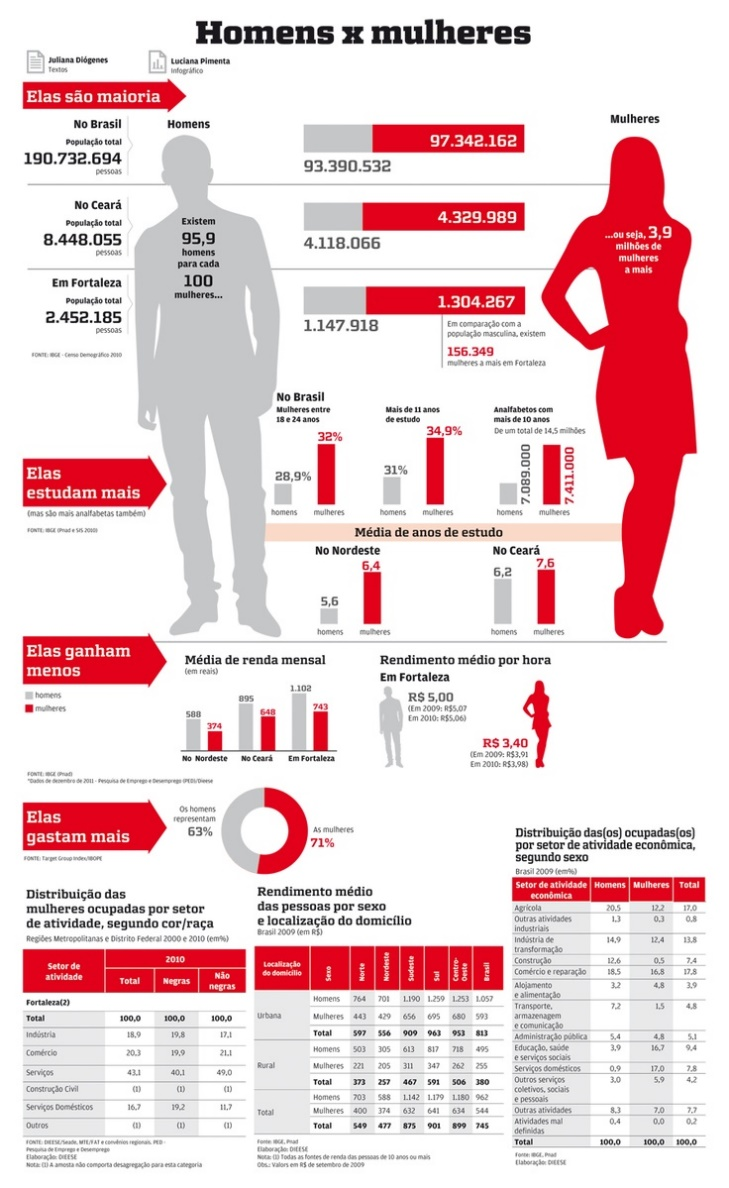 Homens x mulheres
Juliana Diógenes
Textos
Luciana Pimenta
Infográfico
Elas são maioria
No Brasil
População total
190.732.694
pessoas
Homens
Mulheres
97.342.162
93.390.532
No Ceará
População total
8.448.055
pessoas
Existem
95,9
homens
para cada
100
mulheres...
4.329.989
4.118.066
...ou seja, 3,9
milhões de
mulheres
a mais
Em Fortaleza
População total
2.452.185
pessoas
1.304.267
1.147.918
Em comparação com a
população masculina, existem
156.349
mulheres a mais em Fortaleza
FONTE: IBGE - Censo Demográfico 2010
Elas
estudam mais
(mas são mais analfabetas também)
FONTE: IBGE (Pnad e SIS 2010)
No Brasil
Mulheres entre
18 e 24 anos
28,9%
32%
homens mulheres
Mais de 11 anos
de estudo
31%
34,9%
homens mulheres
Analfabetos com
mais de 10 anos
De um total de 14,5 milhões
7.089.000
7.411.000
homens mulheres
Média de anos de estudo
No Nordeste
5,6
6,4
homens mulheres
No Ceará
6,2
7,6
homens mulheres
Elas ganham
menos
homens
mulheres
FONTE: IBGE (Pnad)
*Dados de dezembro de 2011 - Pesquisa de Emprego e Desemprego (PED)/Dieese
Média de renda mensal
(em reais)
588
374
895
648
1.102
743
No Nordeste No Ceará Em Fortaleza
Rendimento médio por hora
Em Fortaleza
R$ 5,00
(Em 2009: R$5,07
Em 2010: R$5,06)
R$ 3,40
(Em 2009: R$3,91
Em 2010: R$3,98)
Elas
gastam mais
FONTE: Target Group Index/IBOPE
Os homens
representam
63%
As mulheres
71%
Distribuição das
mulheres ocupadas por setor
de atividade, segundo cor/raça
Regiões Metropolitanas e Distrito Federal 2000 e 2010 (em%)
Setor de
atividade
2010
Total Negras Não
negras
Fortaleza(2)
Total 100,0 100,0 100,0
Indústria 18,9 19,8 17,1
Comércio 20,3 19,9 21,1
Serviços 43,1 40,1 49,0
Construção Civil (1) (1) (1)
Serviços Domésticos 16,7 19,2 11,7
Outros (1) (1) (1)
FONTE: DIEESE/Seade, MTE/FAT e convênios regionais. PED -
Pesquisa de Emprego e Desemprego
Elaboração: DIEESE
Nota: (1) A amostra não comporta desagregação para esta categoria
Rendimento médio
das pessoas por sexo
e localização do domicílio
Brasil 2009 (em R$)
Localização
do domicílio
Sexo Norte Nordeste Sudeste Sul Centro-
Oeste Brasil
Urbana
Homens 764 701 1.190 1.259 1.253 1.057
Mulheres 443 429 656 695 680 593
Total 597 556 909 963 953 813
Rural
Homens 503 305 613 817 718 495
Mulheres 221 205 311 347 262 255
Total 373 257 467 591 506 380
Total
Homens 703 588 1.142 1.179 1.180 962
Mulheres 400 374 632 641 634 544
Total 549 477 875 901 899 745
Fonte: IBGE, Pnad
Elaboração: DIEESE
Nota: (1) Todas as fontes de renda das pessoas de 10 anos ou mais
Obs.: Valores em R$ de setembro de 2009
Distribuição das(os) ocupadas(os)
por setor de atividade econômica,
segundo sexo
Brasil 2009 (em%)
Setor de atividade
econômica
Homens Mulheres Total
Agrícola 20,5 12,2 17,0
Outras atividades
industriais 1,3 0,3 0,8
Indústria de
transformação 14,9 12,4 13,8
Construção 12,6 0,5 7,4
Comércio e reparação 18,5 16,8 17,8
Alojamento
e alimentação 3,2 4,8 3,9
Transporte,
armazenagem
e comunicação 7,2 1,5 4,8
Administração pública 5,4 4,8 5,1
Educação, saúde
e serviços sociais 3,9 16,7 9,4
Serviços domésticos 0,9 17,0 7,8
Outros serviços
coletivos, sociais
e pessoais 3,0 5,9 4,2
Outras atividades 8,3 7,0 7,7
Atividades mal
definidas 0,4 0,0 0,2
Total 100,0 100,0 100,0
Fonte: IBGE, Pnad
Elaboração: DIEESE